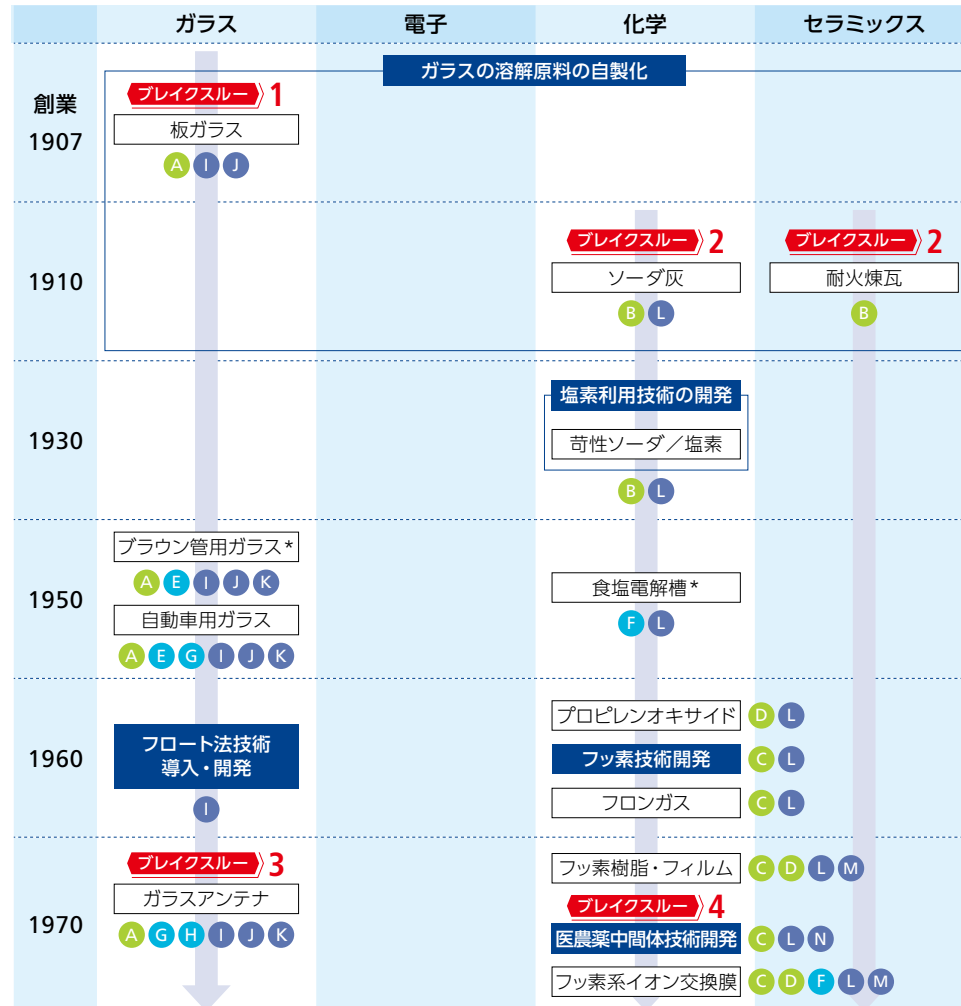 ガラス
電子
化学
セラミックス
ガラスの溶解原料の自製化
創業
1907
ブレイクスルー 1
板ガラス
A I J
1910
ブレイクスルー 2
ソーダ灰
B L
ブレイクスルー 2
耐火煉瓦
B
1930
塩素利用技術の開発
苛性ソーダ／塩素
B L
1950
ブラウン管用ガラス*
A E I J K
自動車用ガラス
A E G I J K
食塩電解槽*
F L
1960
フロート法技術
導入・開発
I
プロピレンオキサイド D L
フッ素技術開発 C L
フロンガス C L
1970
ブレイクスルー 3
ガラスアンテナ
A G H I J K
フッ素樹脂・フィルム C D L M
ブレイクスルー 4
医農薬中間体技術開発 C L N
フッ素系イオン交換膜 C D F L M